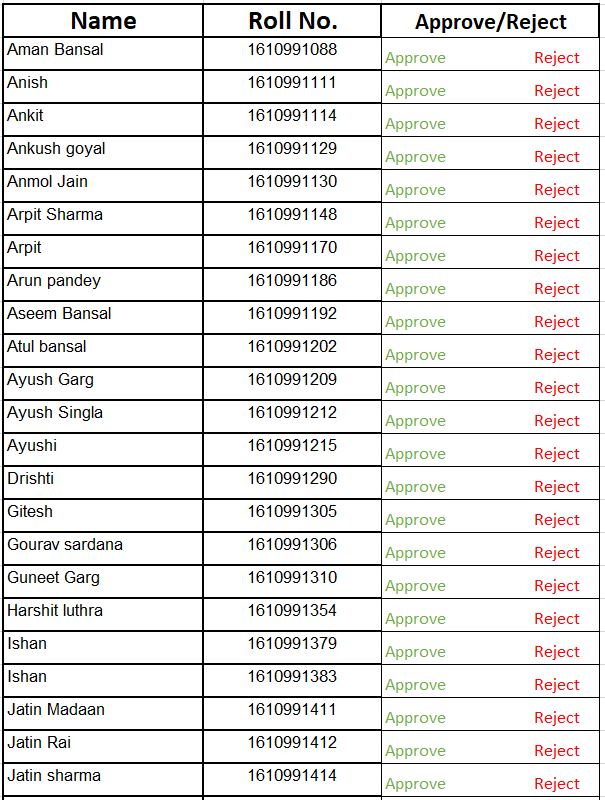 Name Roll No. Approve/Reject
Aman Bansal 1610991088 Approve Reject
Anish 1610991111 Approve Reject
Ankit 1610991114 Approve Reject
Ankush goyal 1610991129 Approve Reject
Anmol Jain 1610991130 Approve Reject
Arpit Sharma 1610991148 Approve Reject
Arpit 1610991170 Approve Reject
Arun pandey 1610991186 Approve Reject
Aseem Bansal 1610991192 Approve Reject
Atul bansal 1610991202 Approve Reject
Ayush Garg 1610991209 Approve Reject
Ayush Singla 1610991212 Approve Reject
Ayushi 1610991215 Approve Reject
Drishti 1610991290 Approve Reject
Gitesh 1610991305 Approve Reject
Gourav sardana 1610991306 Approve Reject
Guneet Garg 1610991310 Approve Reject
Harshit luthra 1610991354 Approve Reject
Ishan 1610991379 Approve Reject
Ishan 1610991383 Approve Reject
Jatin Madaan 1610991411 Approve Reject
Jatin Rai 1610991412 Approve Reject
Jatin sharma 1610991414 Approve Reject